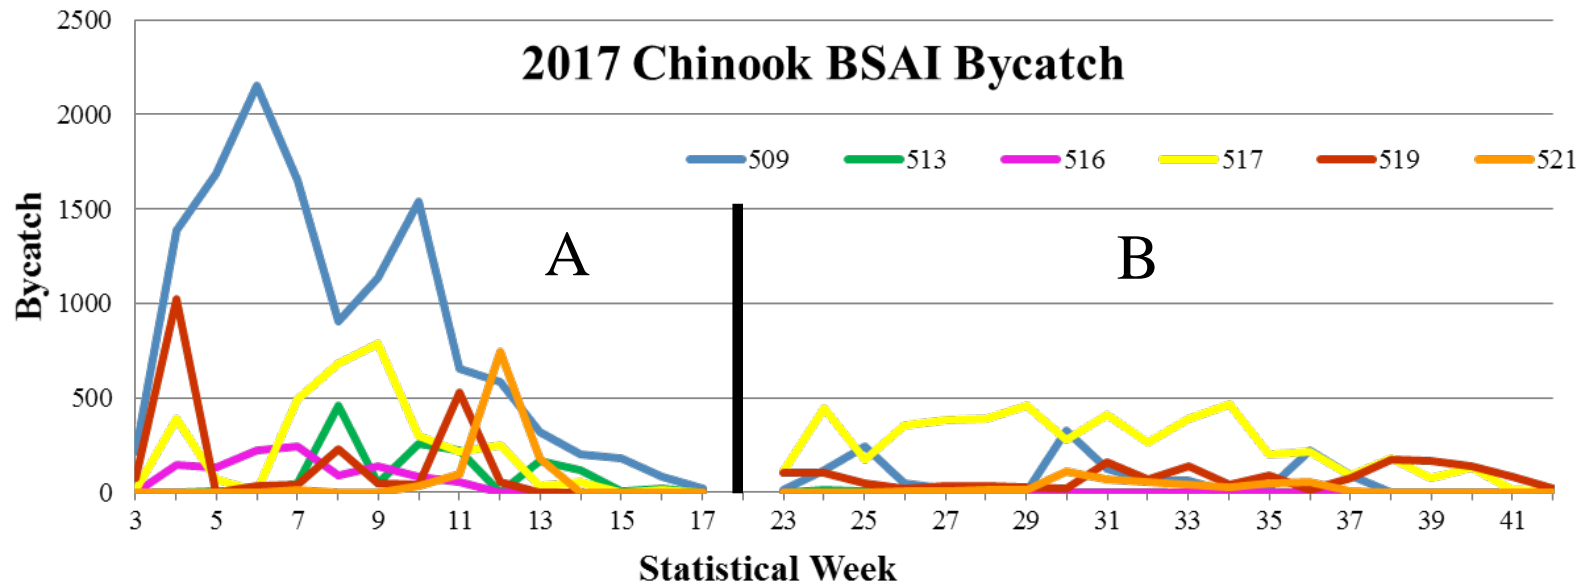 2500
2017 Chinook BSAI Bycatch
2000
509 513 516 517 519 521
1500
A B
1000
500
0
3 5 7 9 11 13 15 17 23 25 27 29 31 33 35 37 39 41
Bycatch
Statistical Week